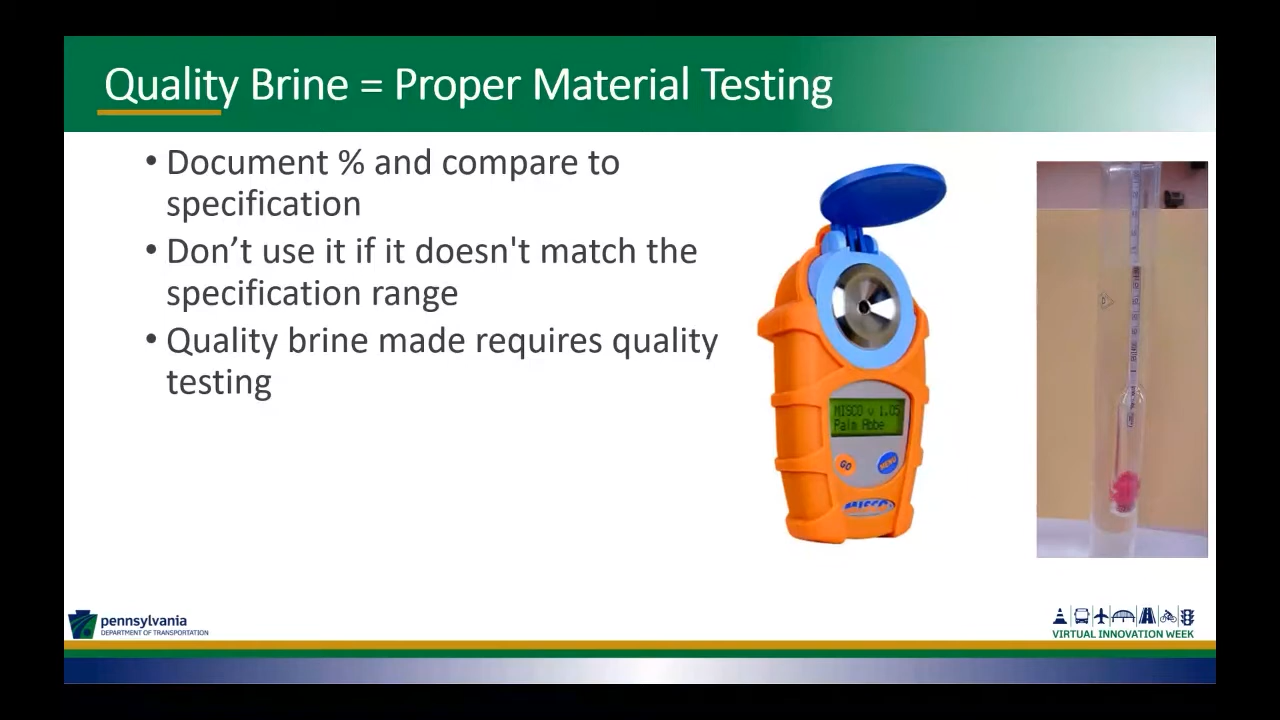 Quality Brine = Proper Material Testing
• Document % and compare to
specification
• Don’t use it if it doesn't match the
specification range
• Quality brine made requires quality
testing
MISCO v 1.05
Palm Abbe
GO
MENU
MISCO
pennsylvania
DEPARTMENT OF TRANSPORTATION
VIRTUAL INNOVATION WEEK